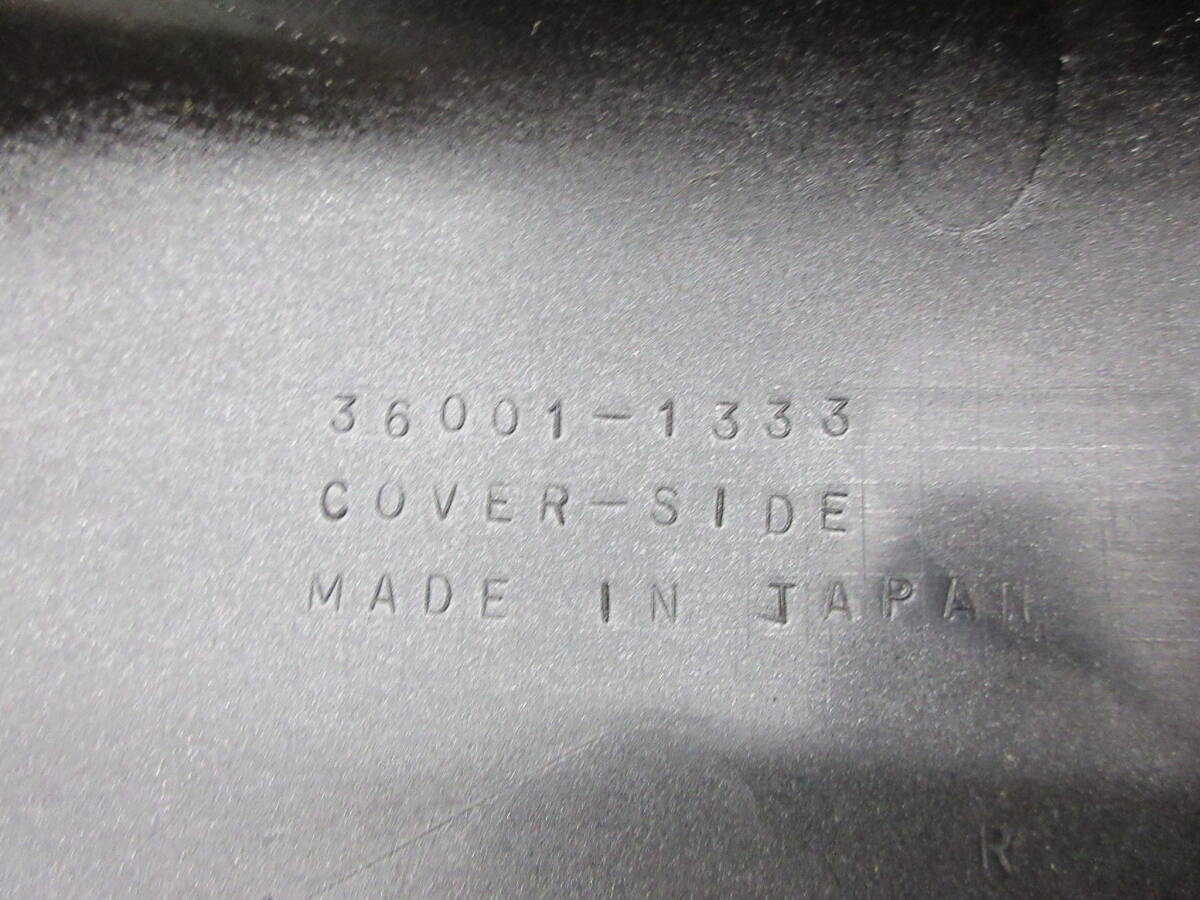 36001-1333
COVER-SIDE
MADE IN JAPAN
R